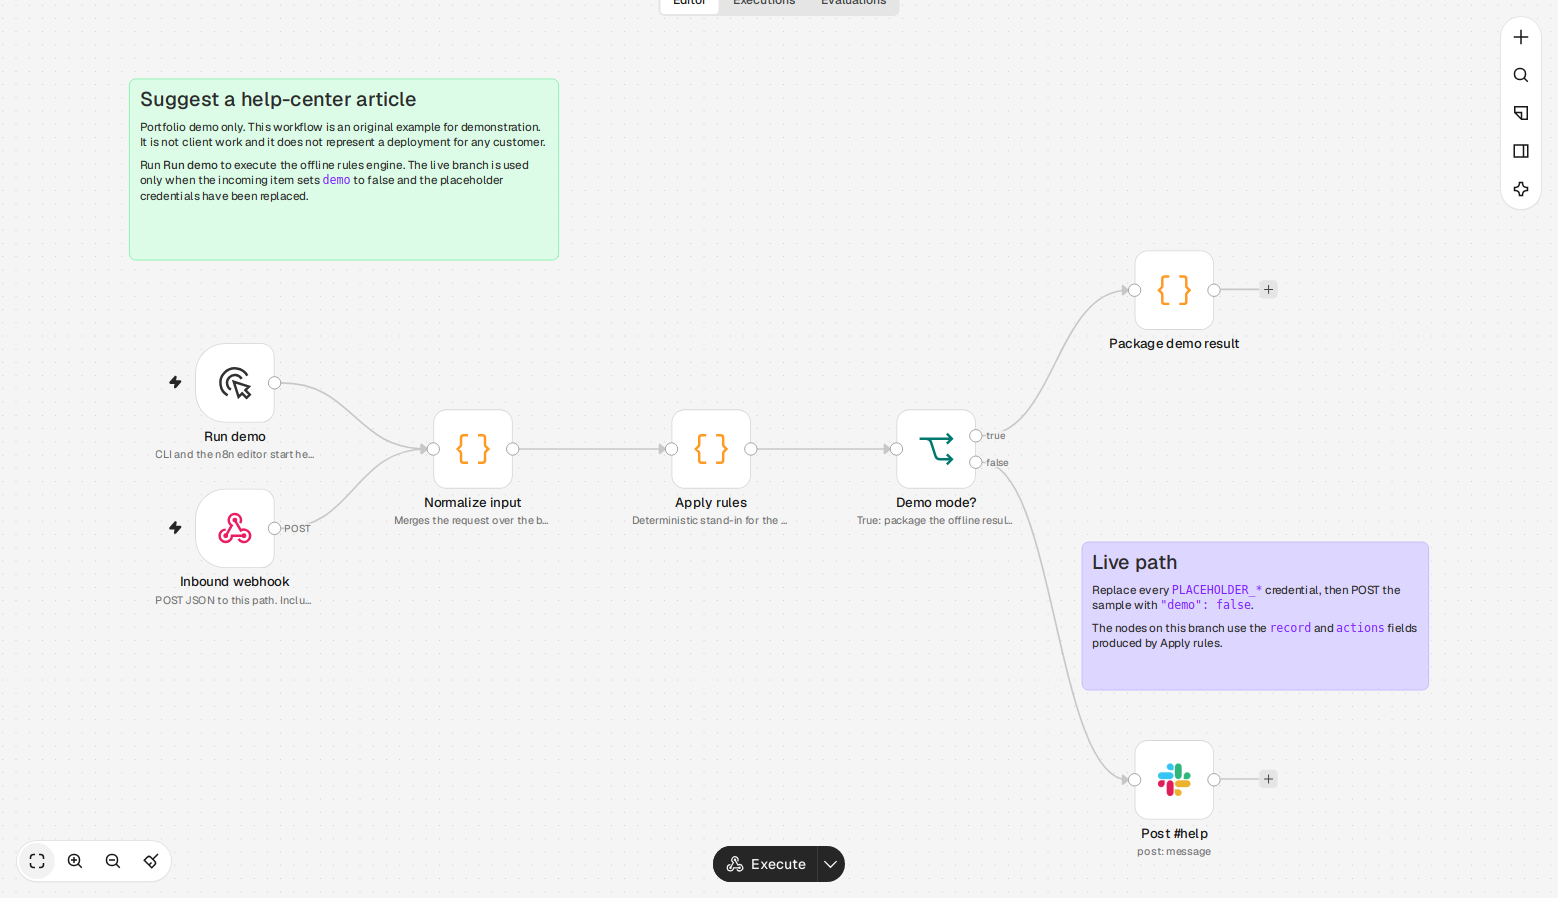 Editor Executions Evaluations
Suggest a help-center article
Portfolio demo only. This workflow is an original example for demonstration.
It is not client work and it does not represent a deployment for any customer.
Run Run demo to execute the offline rules engine. The live branch is used
only when the incoming item sets demo to false and the placeholder
credentials have been replaced.
Package demo result
Run demo
CLI and the n8n editor start he...
POST
Inbound webhook
POST JSON to this path. Inclu...
Normalize input
Merges the request over the b...
Apply rules
Deterministic stand-in for the ...
true
false
Demo mode?
True: package the offline resul...
Live path
Replace every PLACEHOLDER_* credential, then POST the
sample with "demo": false.
The nodes on this branch use the record and actions fields
produced by Apply rules.
Post #help
post: message
Execute